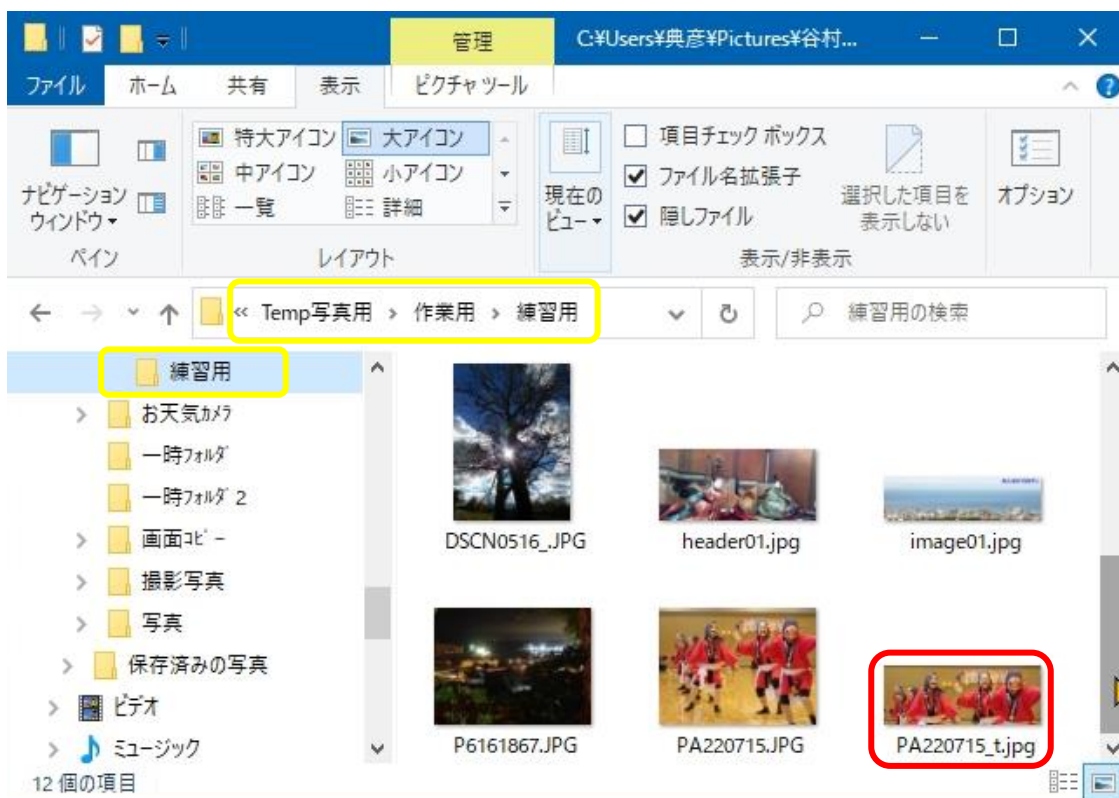 管理
C:¥Users¥典彦¥Pictures¥谷村...
ファイル ホーム 共有 表示 ピクチャ ツール
特大アイコン 大アイコン
中アイコン 小アイコン
一覧 詳細
ナビゲーション
ウィンドウ
現在の
ビュー
項目チェック ボックス
ファイル名拡張子
隠しファイル
選択した項目を
表示しない
オプション
ペイン レイアウト 表示/非表示
« Temp写真用 › 作業用 › 練習用
練習用の検索
練習用
お天気ｶﾒﾗ
一時ﾌｫﾙﾀﾞ
一時ﾌｫﾙﾀﾞ 2
画面ｺﾋﾟｰ
撮影写真
写真
保存済みの写真
ビデオ
ミュージック
DSCN0516_.JPG
header01.jpg
image01.jpg
P6161867.JPG
PA220715.JPG
PA220715_t.jpg
12 個の項目